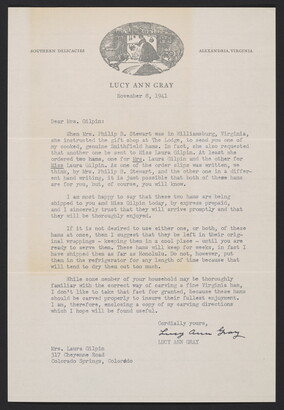 SOUTHERN DEDICACIES
ALEXANDRIA VIRGINIA
LUCY ANN GRAY
November 8, 1941
Dear Mrs. Gilpin:
When Mrs. Philip B. Stewart was in Williamsburg, Virginia,
she instructed the gift shop at The Lodge, to send you one of
my cooked, genuine Smithfield hams. In fact, she also requested
that another one be sent to Miss Laura Gilpin. At least she
ordered two hams, one for Mrs. Laura Gilpin and the other for
Miss Laura Gilpin. As one of the order slips was written, we
think, by Mrs. Philip B. Stewart, and the other one in a differ-
ent hand writing, it is just possible that both of these hams
are for you, but, of course, you will know.
I am most happy to say that these two hams are being
shipped to you and Miss Gilpin today, by express prepaid,
and I sincerely trust that they will arrive promptly and that
they will be thoroughly enjoyed.
If it is not desired to use either one, or both, of these
hams at once, then I suggest that they be left in their orig-
inal wrappings - keeping them in a cool place - until you are
ready to serve them. These hams will keep for weeks, in fact I
have shipped them as far as Honolulu. Do not, however, put
them in the refrigerator for any length of time because that
will tend to dry them out too much.
While some member of your household may be thoroughly
familiar with the correct way of carving a fine Virginia ham,
I don't like to take that fact for granted, because these hams
should be carved properly to insure their fullest enjoyment.
I am, therefore, enclosing a copy of my carving directions
which I hope will be found useful.
Cordially yours,
Lucy Ann Gray
LUCY ANN GRAY
Mrs. Laura Gilpin
317 Cheyenne Road
Colorado Springs, Colorado